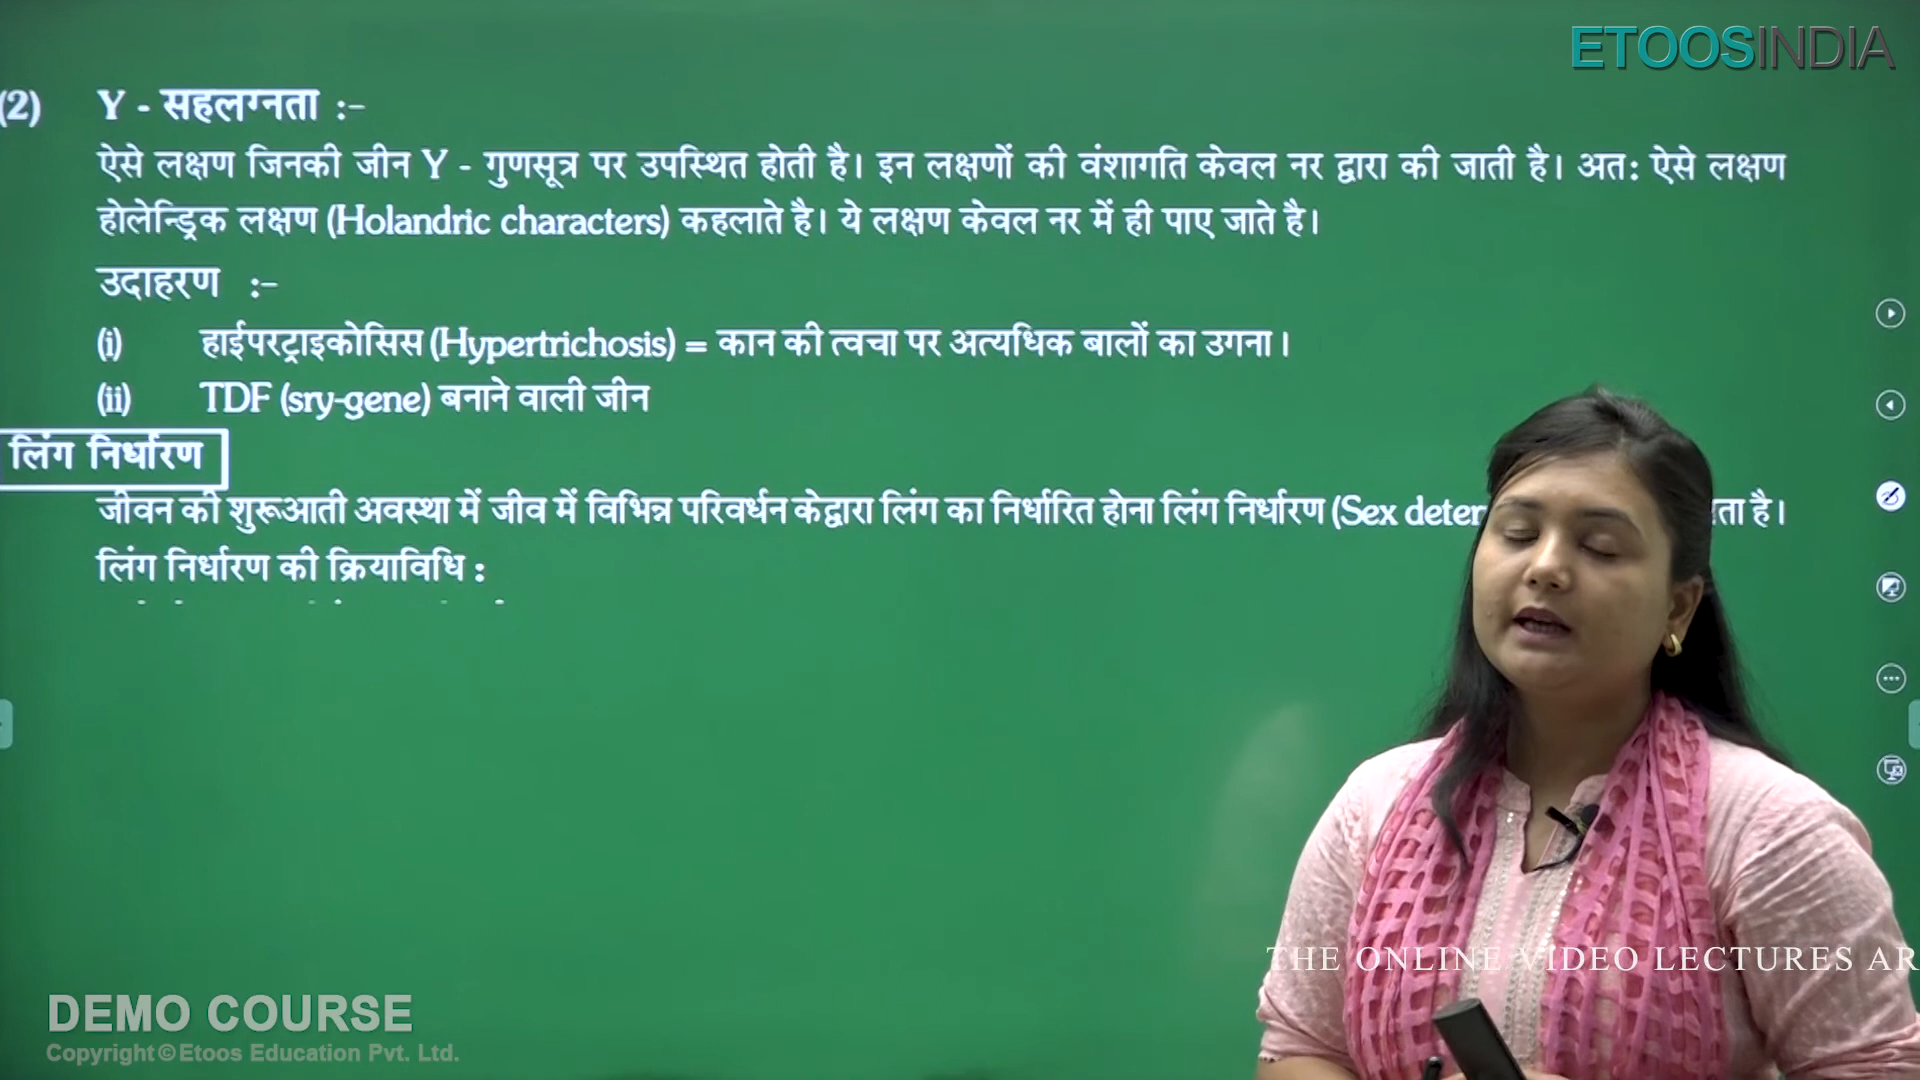 ETOOSINDIA
(2) Y - सहलग्नता :-
ऐसे लक्षण जिनकी जीन Y - गुणसूत्र पर उपस्थित होती है। इन लक्षणों की वंशागति केवल नर द्वारा की जाती है। अत: ऐसे लक्षण
होलेन्ड्रिक लक्षण (Holandric characters) कहलाते है। ये लक्षण केवल नर में ही पाए जाते है।
उदाहरण :-
(i) हाईपरट्राइकोसिस (Hypertrichosis) = कान की त्वचा पर अत्यधिक बालों का उगना।
(ii) TDF (sry-gene) बनाने वाली जीन
लिंग निर्धारण
जीवन की शुरूआती अवस्था में जीव में विभिन्न परिवर्धन केद्वारा लिंग का निर्धारित होना लिंग निर्धारण (Sex है।
लिंग निर्धारण की क्रियाविधि :
THE ONLINE VIDEO LECTURES AR
DEMO COURSE
Copyright © Etoos Education Pvt. Ltd.